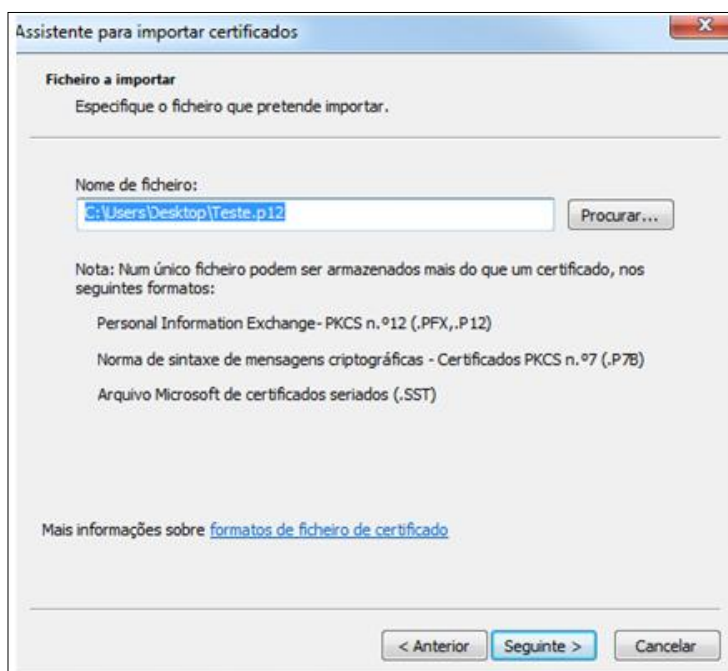 Assistente para importar certificados
Ficheiro a importar
Especifique o ficheiro que pretende importar.
Nome de ficheiro:
C:\Users\Desktop\Teste.p12
Procurar...
Nota: Num único ficheiro podem ser armazenados mais do que um certificado, nos
seguintes formatos:
Personal Information Exchange- PKCS n.º12 (.PFX,.P12)
Norma de sintaxe de mensagens criptográficas - Certificados PKCS n.º7 (.P7B)
Arquivo Microsoft de certificados seriados (.SST)
Mais informações sobre formatos de ficheiro de certificado
< Anterior
Seguinte >
Cancelar